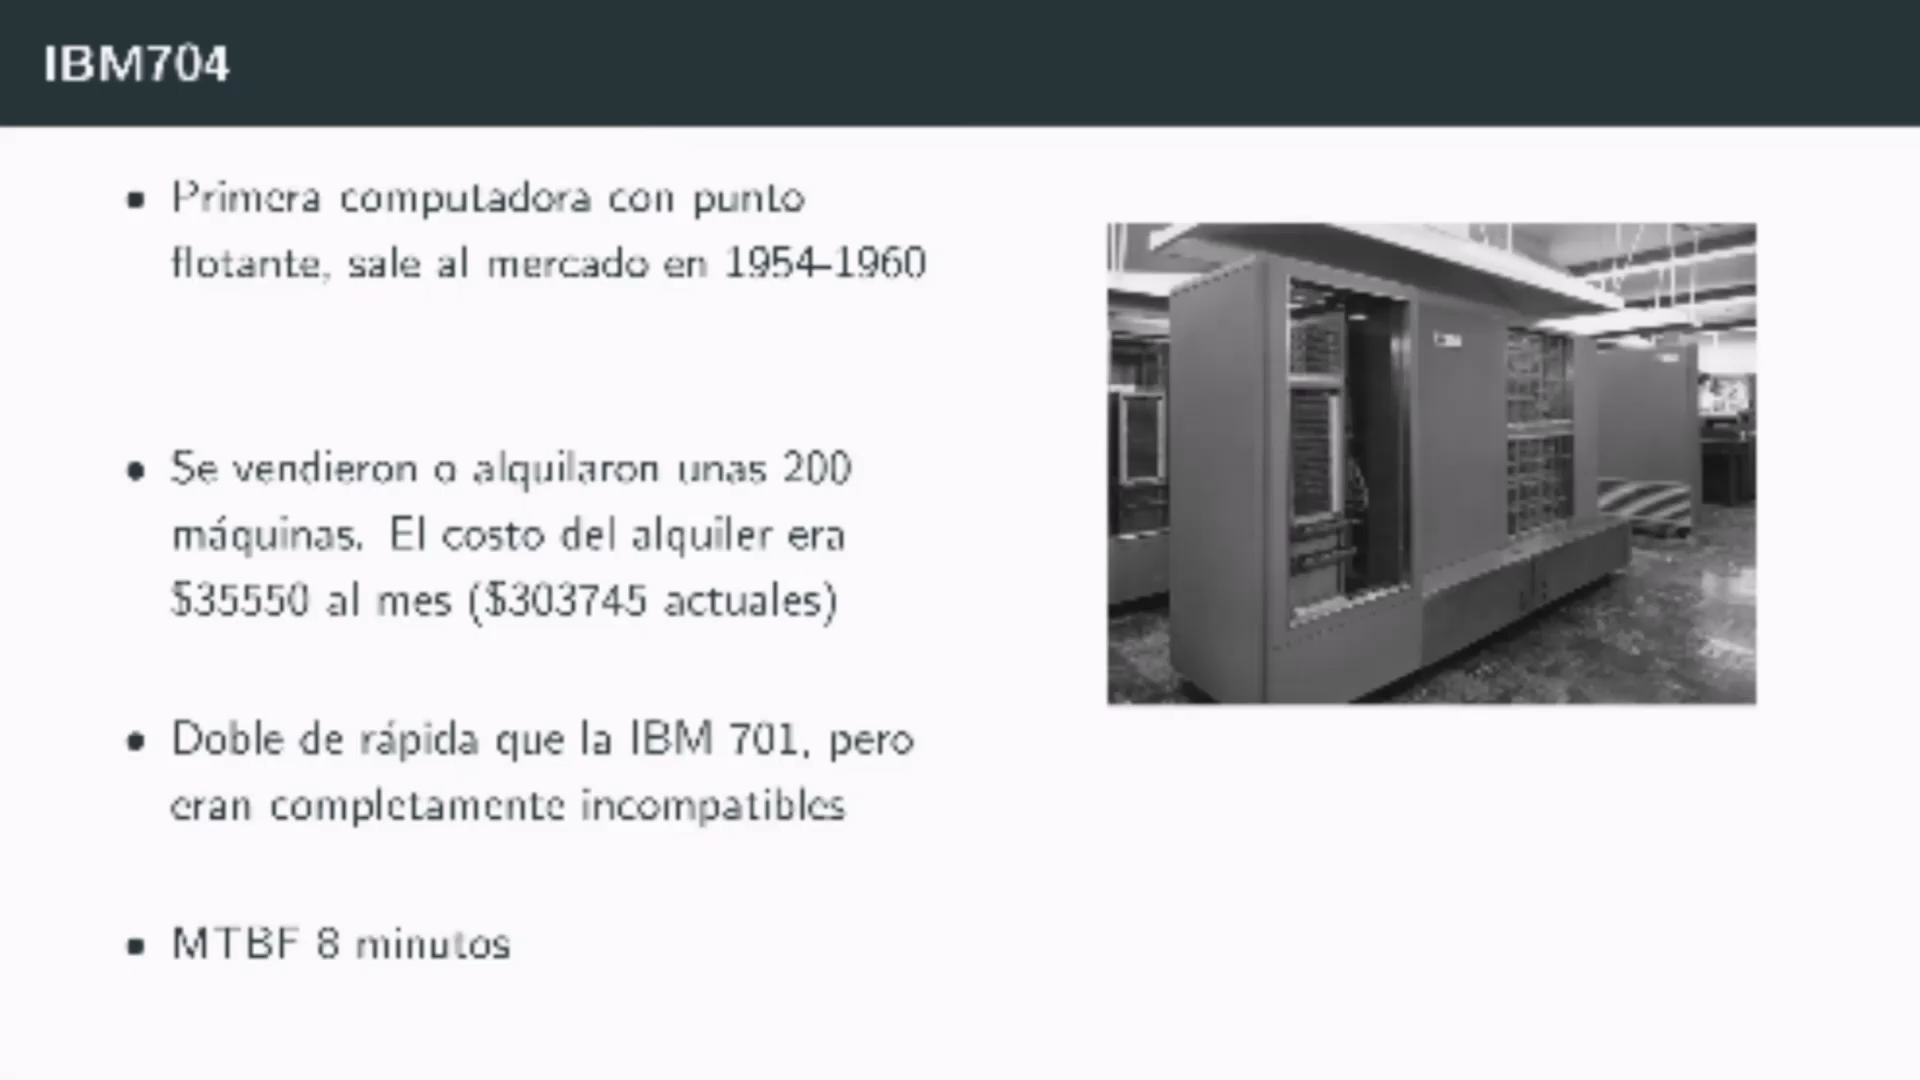 IBM704
• Primera computadora con punto
flotante, sale al mercado en 1954–1960
• Se vendieron o alquilaron unas 200
máquinas. El costo del alquiler era
$35550 al mes ($303745 actuales)
• Doble de rápida que la IBM 701, pero
eran completamente incompatibles
• MTBF 8 minutos